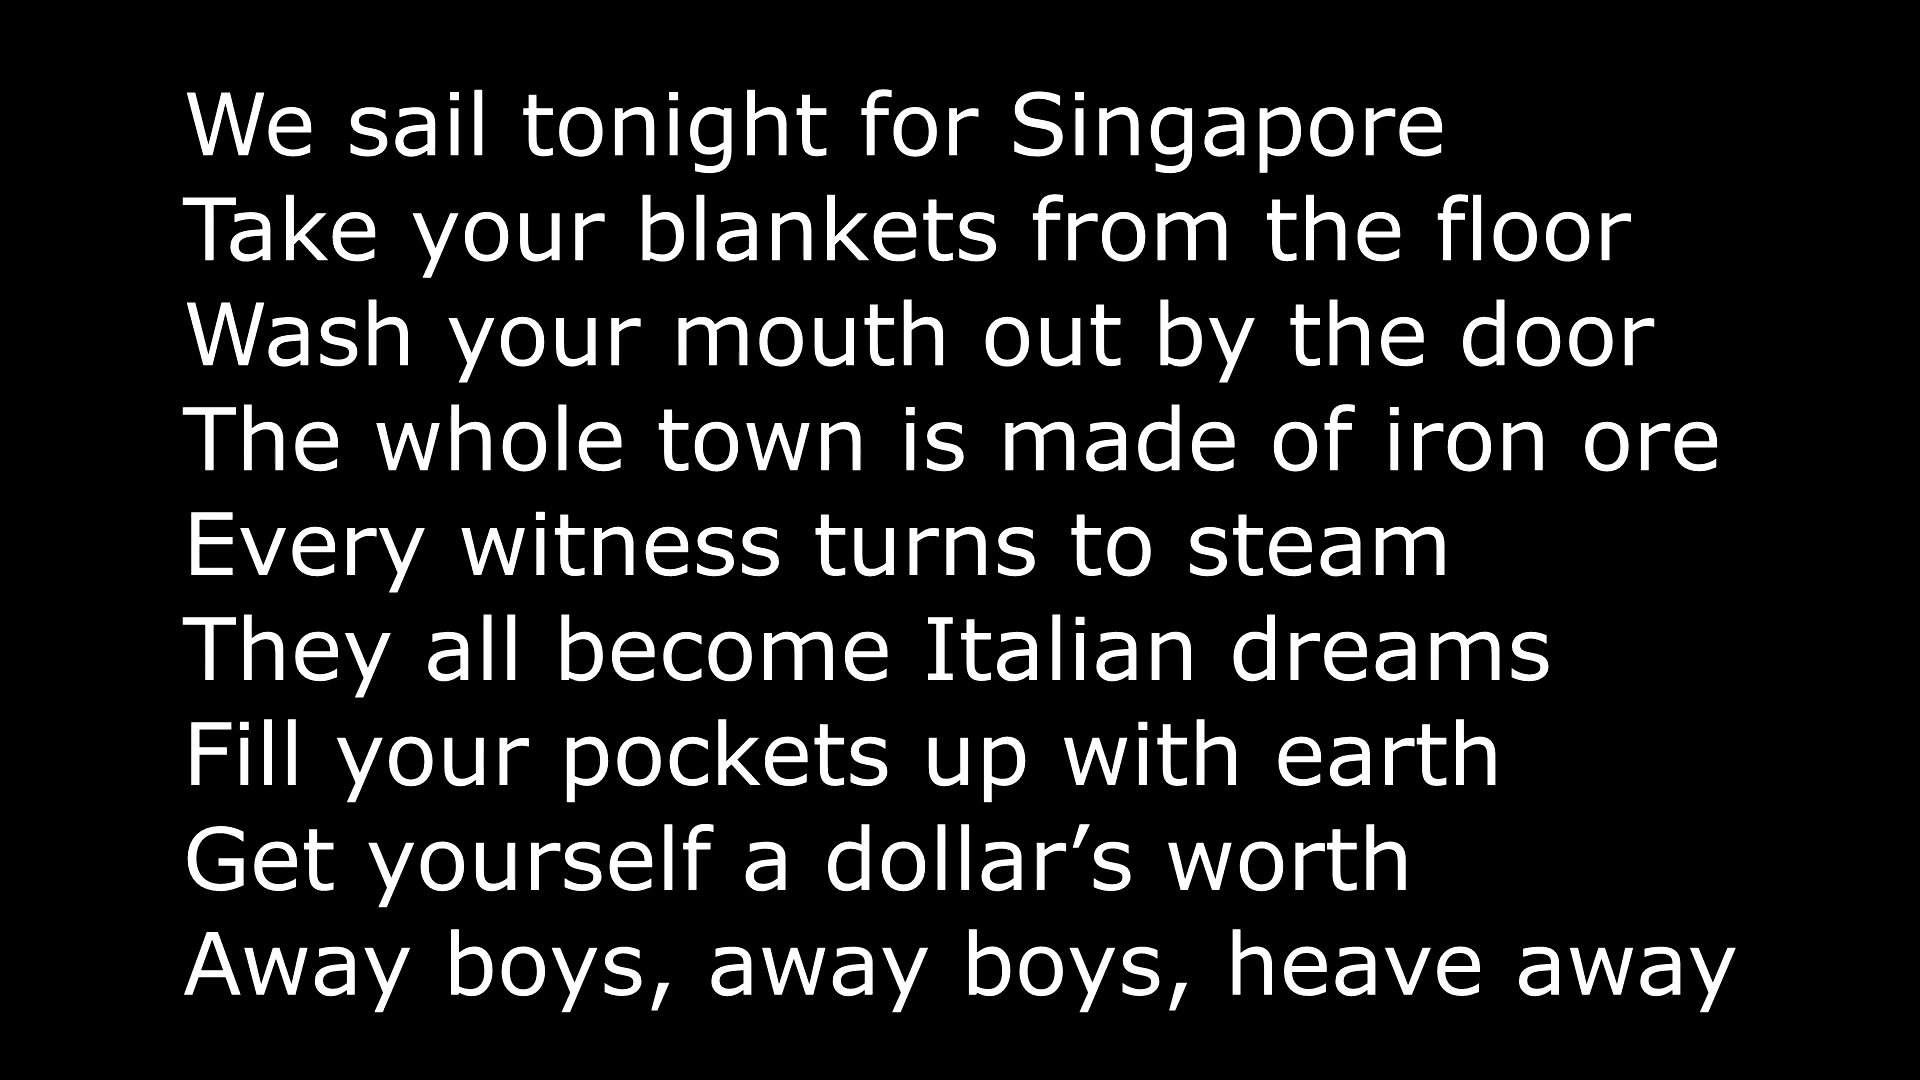 We sail tonight for Singapore
Take your blankets from the floor
Wash your mouth out by the door
The whole town is made of iron ore
Every witness turns to steam
They all become Italian dreams
Fill your pockets up with earth
Get yourself a dollar’s worth
Away boys, away boys, heave away